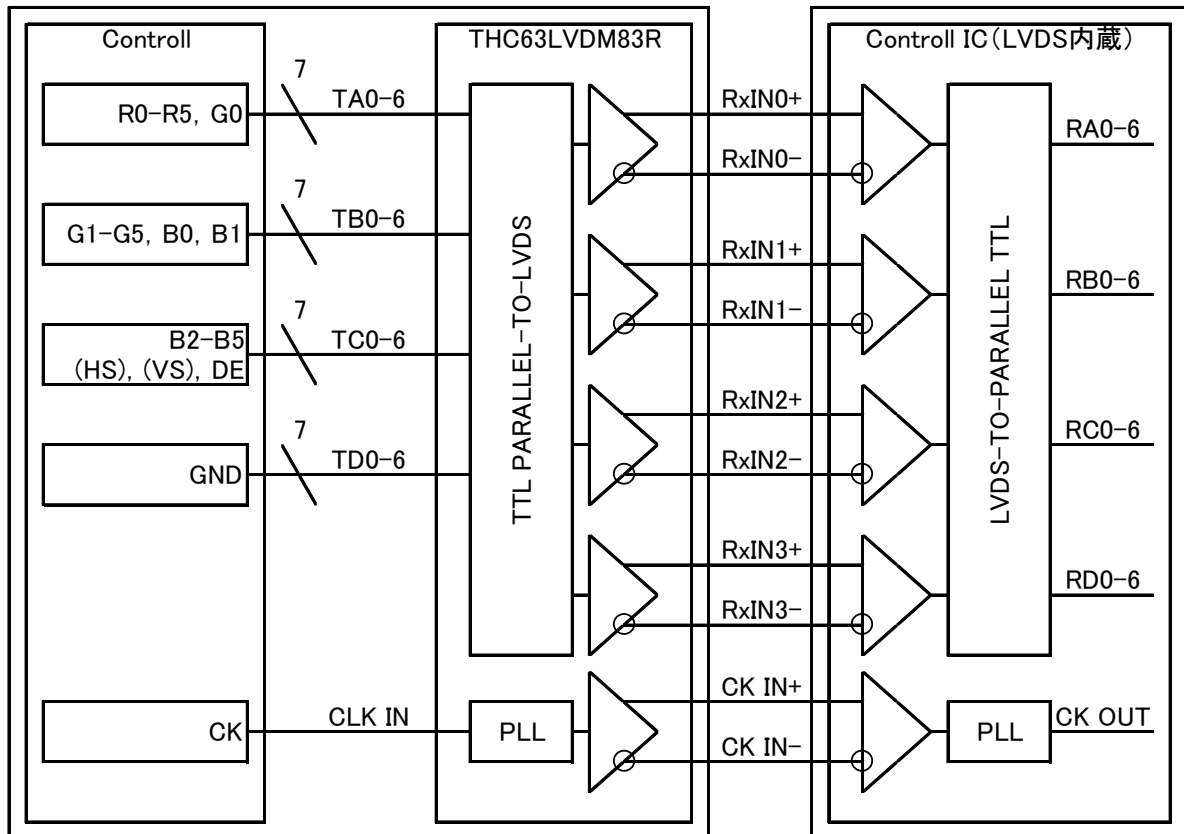 Controll
THC63LVDM83R
Controll IC(LVDS内蔵)
R0-R5, G0
7
TA0-6
RxIN0+
RxIN0-
RA0-6
G1-G5, B0, B1
7
TB0-6
RxIN1+
RxIN1-
RB0-6
B2-B5
(HS), (VS), DE
7
TC0-6
RxIN2+
RxIN2-
RC0-6
GND
7
TD0-6
RxIN3+
RxIN3-
RD0-6
TTL PARALLEL-TO-LVDS
LVDS-TO-PARALLEL TTL
CK
CLK IN
PLL
CK IN+
CK IN-
PLL
CK OUT